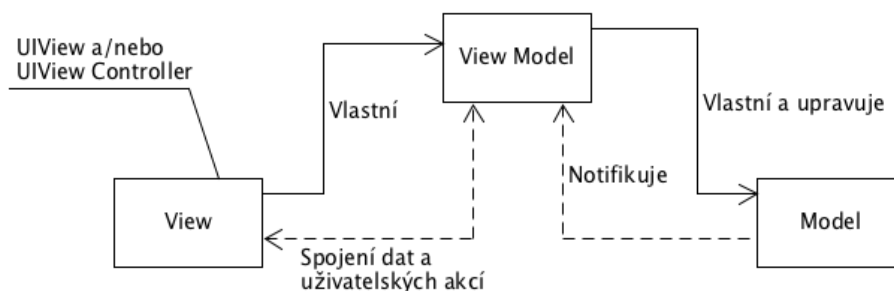 UIView a/nebo
UIView Controller
View Model
Vlastní
Vlastní a upravuje
Notifikuje
View
Model
Spojení dat a
uživatelských akcí